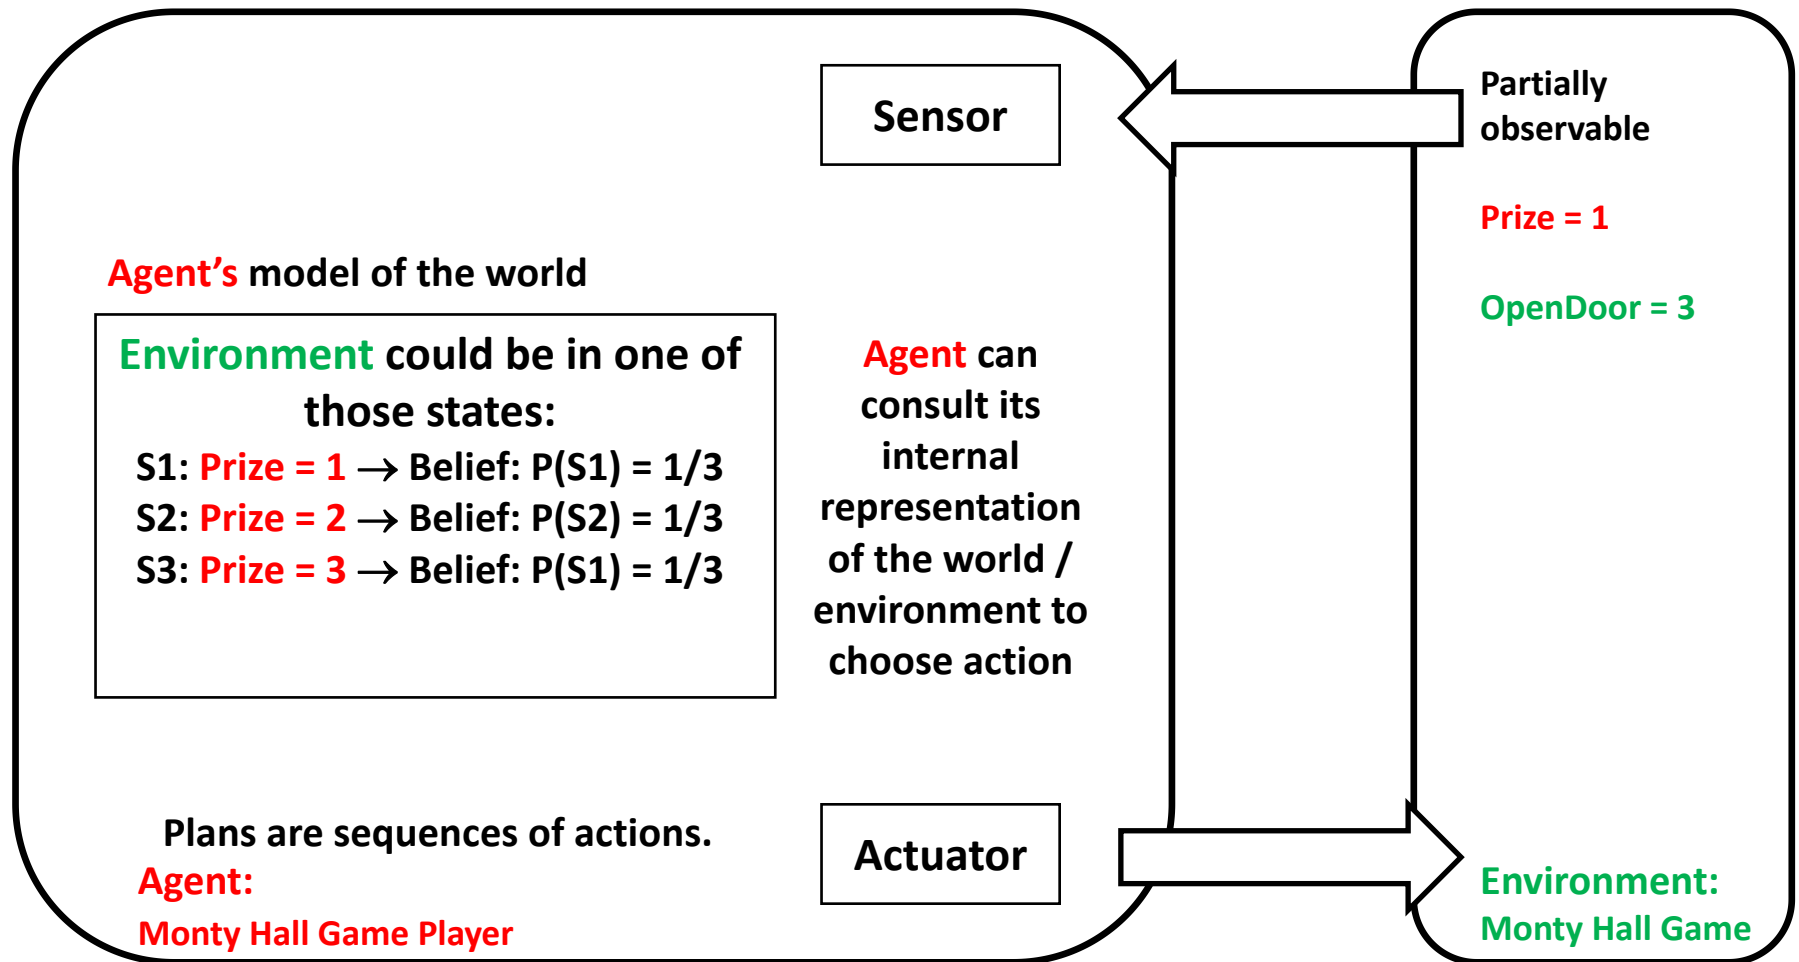 Sensor
Partially
observable
Prize = 1
OpenDoor = 3
Agent's model of the world
Environment could be in one of
those states:
S1: Prize = 1 → Belief: P(S1) = 1/3
S2: Prize = 2 → Belief: P(S2) = 1/3
S3: Prize = 3 → Belief: P(S1) = 1/3
Agent can
consult its
internal
representation
of the world /
environment to
choose action
Plans are sequences of actions.
Agent:
Monty Hall Game Player
Actuator
Environment:
Monty Hall Game